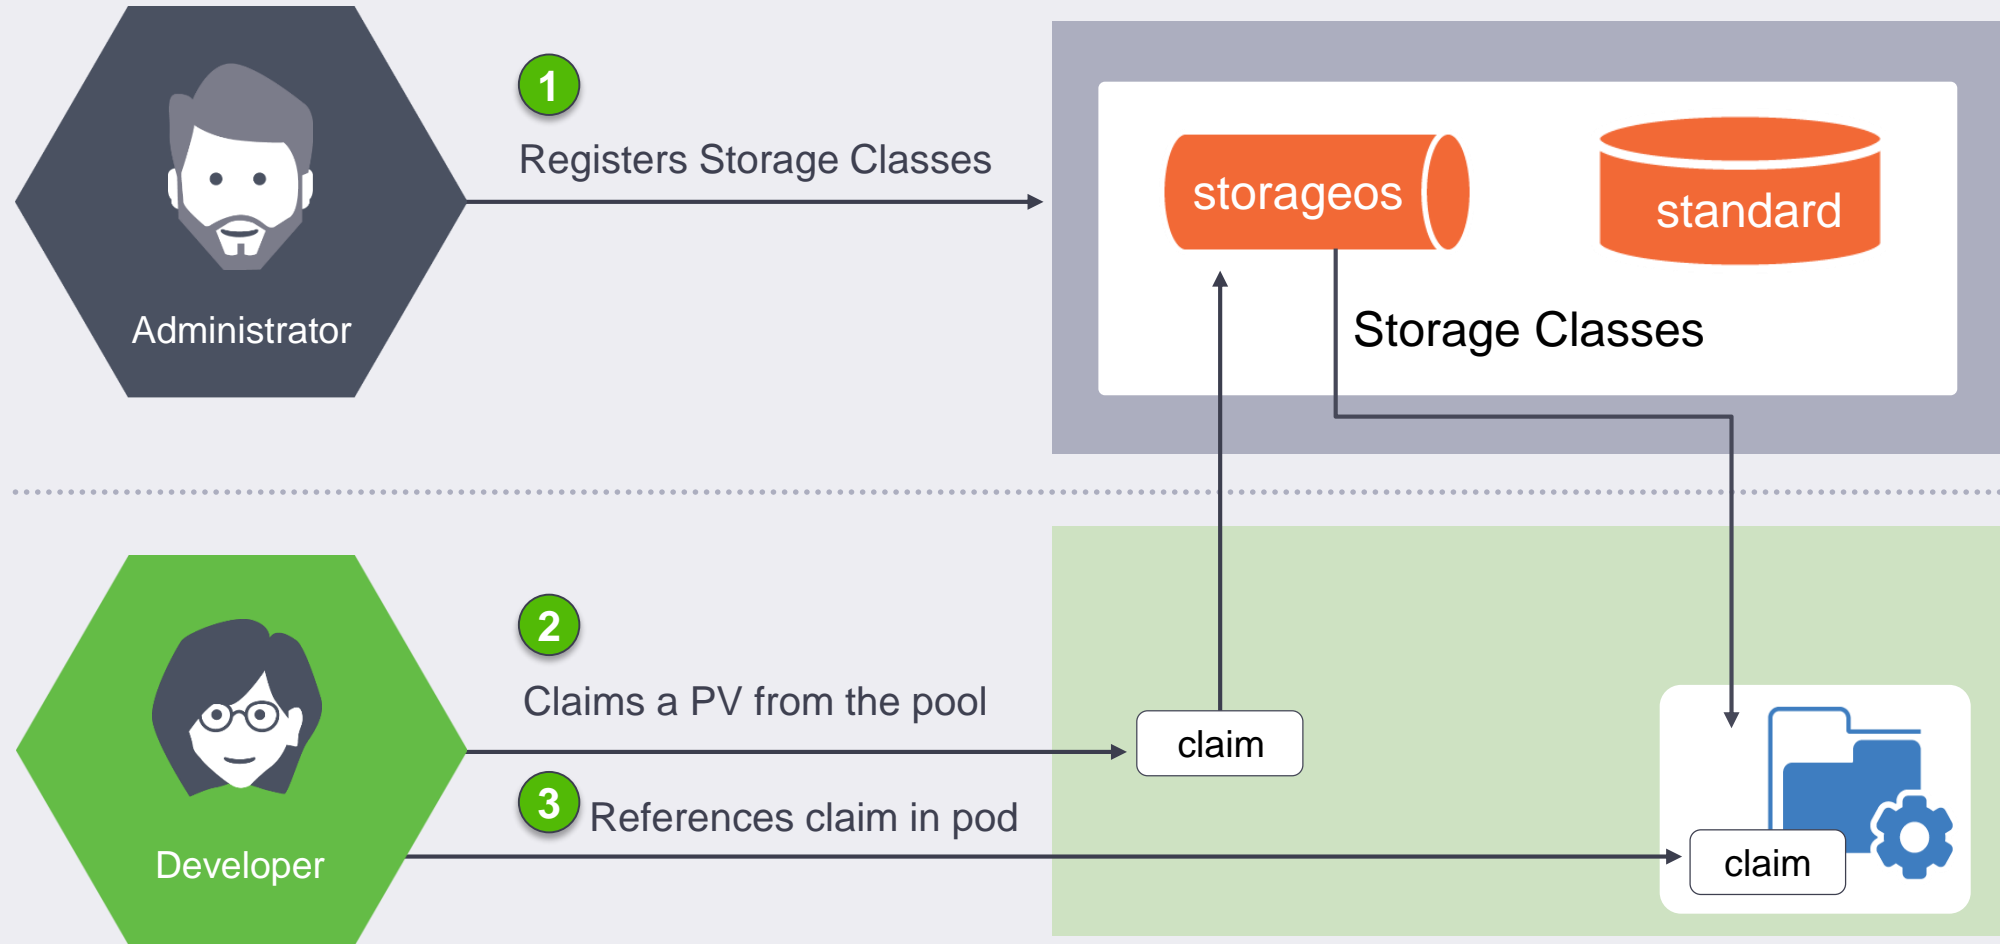 1
Registers Storage Classes
storageos
standard
Storage Classes
Administrator
2
Claims a PV from the pool
claim
3
References claim in pod
claim
Developer